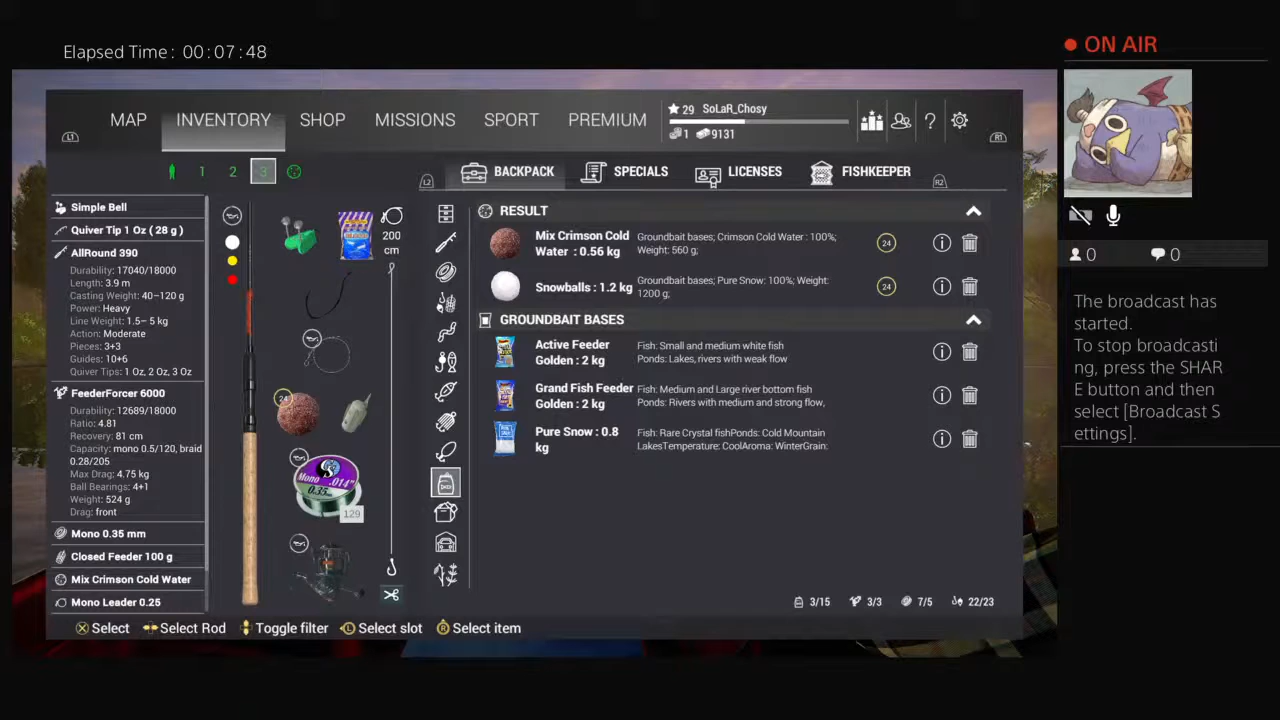 Elapsed Time : 00:07:48
ON AIR
MAP
INVENTORY
SHOP
MISSIONS
SPORT
PREMIUM
29 SoLaR_Chosy
1 9131
?
L1
R1
1
2
3
L2
BACKPACK
SPECIALS
LICENSES
FISHKEEPER
R2
Simple Bell
Quiver Tip 1 Oz ( 28 g )
AllRound 390
Durability: 17040/18000
Length: 3.9 m
Casting Weight: 40–120 g
Power: Heavy
Line Weight: 1.5– 5 kg
Action: Moderate
Pieces: 3+3
Guides: 10+6
Quiver Tips: 1 Oz, 2 Oz, 3 Oz
FeederForcer 6000
Durability: 12689/18000
Ratio: 4.81
Recovery: 81 cm
Capacity: mono 0.5/120, braid
0.28/205
Max Drag: 4.75 kg
Ball Bearings: 4+1
Weight: 524 g
Drag: front
Mono 0.35 mm
Closed Feeder 100 g
Mix Crimson Cold Water
Mono Leader 0.25
200
cm
24
Mono .014"
0.35
129
RESULT
Mix Crimson Cold
Water : 0.56 kg
Groundbait bases; Crimson Cold Water : 100%;
Weight: 560 g;
24
Snowballs : 1.2 kg
Groundbait bases; Pure Snow: 100%; Weight:
1200 g;
24
GROUNDBAIT BASES
Active Feeder
Golden : 2 kg
Fish: Small and medium white fish
Ponds: Lakes, rivers with weak flow
Grand Fish Feeder
Golden : 2 kg
Fish: Medium and Large river bottom fish
Ponds: Rivers with medium and strong flow,
Pure Snow : 0.8
kg
Fish: Rare Crystal fishPonds: Cold Mountain
LakesTemperature: CoolAroma: WinterGrain:
3/15
3/3
7/5
22/23
Select
Select Rod
Toggle filter
L Select slot
R Select item
0
0
The broadcast has
started.
To stop broadcasti
ng, press the SHAR
E button and then
select [Broadcast S
ettings].